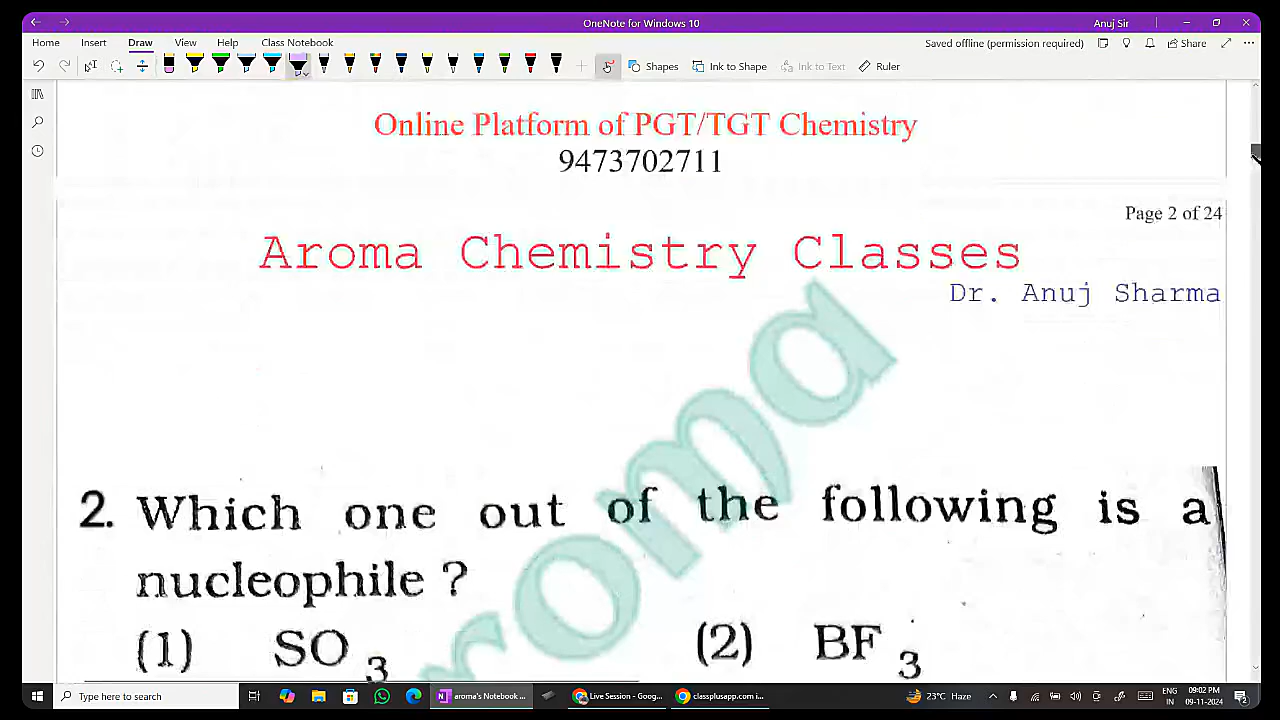 OneNote for Windows 10
Anuj Sir
Home Insert Draw View Help Class Notebook
Saved offline (permission required)
Share
Shapes
Ink to Shape
Ink to Text
Ruler
Online Platform of PGT/TGT Chemistry
9473702711
Page 2 of 24
Aroma Chemistry Classes
Dr. Anuj Sharma
2. Which one out of the following is a
nucleophile ?
(1) SO3 (2) BF3
roma
Type here to search
aroma's Notebook ...
Live Session - Goog...
classplusapp.com i...
23°C Haze
ENG
IN
09:02 PM
09-11-2024
2